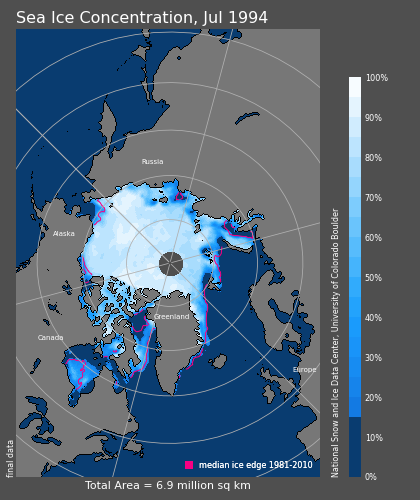 Sea Ice Concentration, Jul 1994
Russia
Alaska
Greenland
Canada
Europe
median ice edge 1981-2010
final data
Total Area = 6.9 million sq km
100%
90%
80%
70%
60%
50%
40%
30%
20%
10%
0%
National Snow and Ice Data Center, University of Colorado Boulder